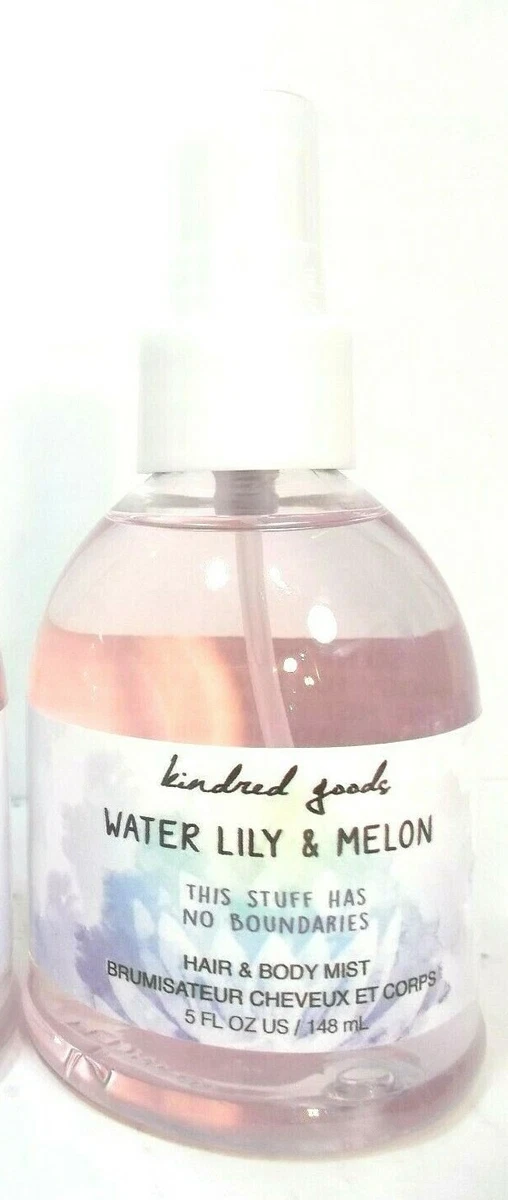 kindred goods
WATER LILY & MELON
THIS STUFF HAS
NO BOUNDARIES
HAIR & BODY MIST
BRUMISATEUR CHEVEUX ET CORPS
5 FL OZ US / 148 mL